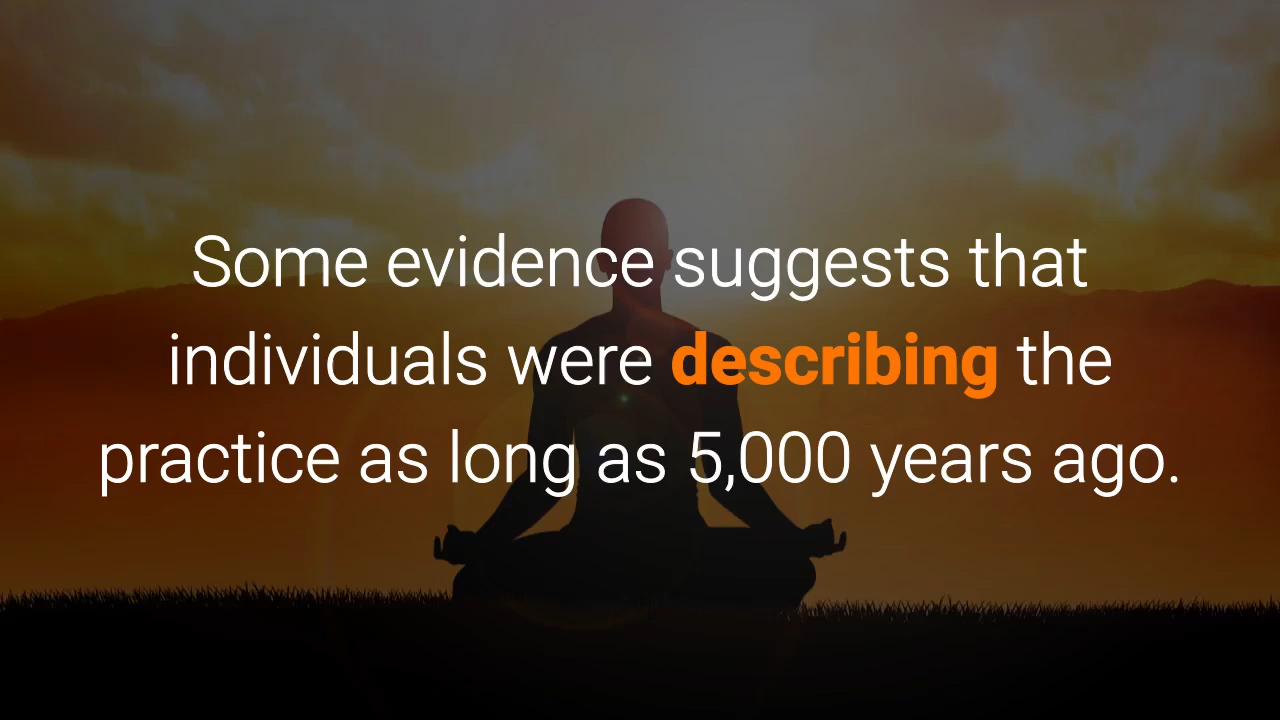 Some evidence suggests that
individuals were describing the
practice as long as 5,000 years ago.